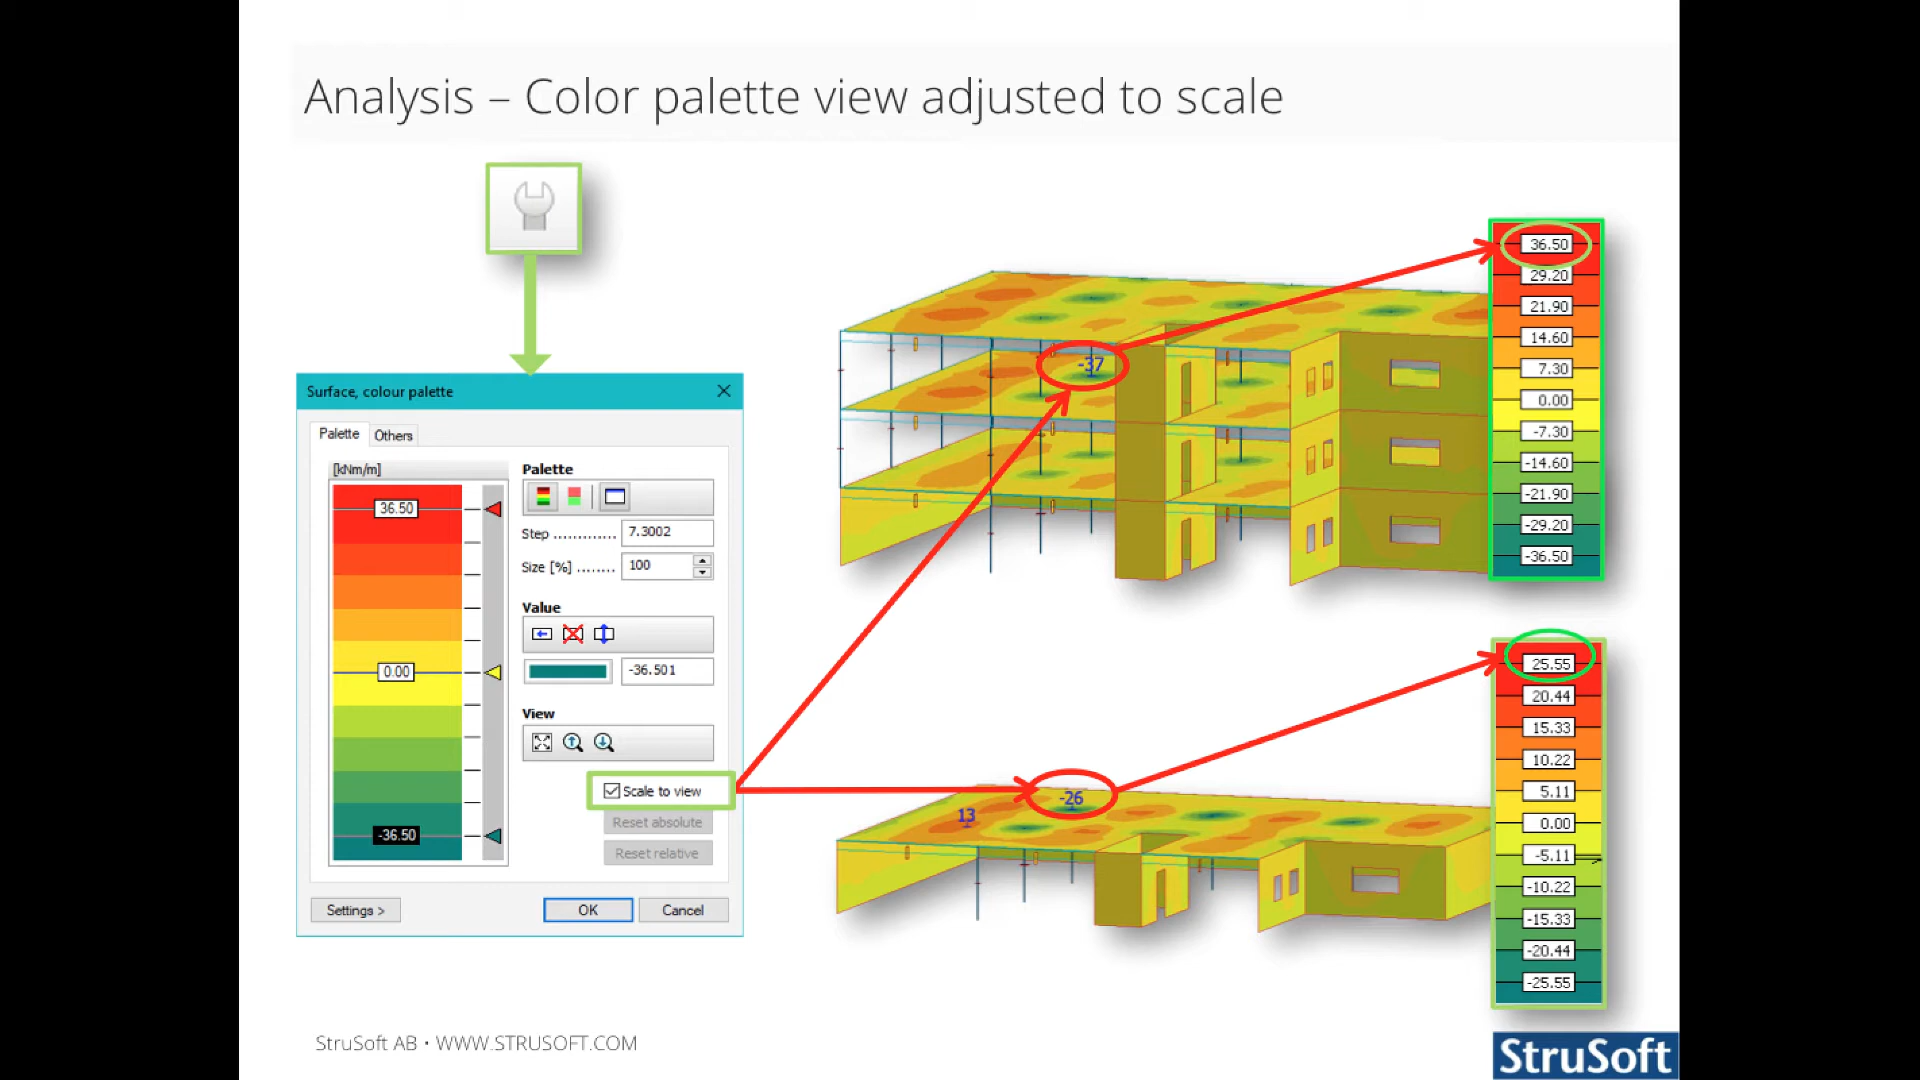 Analysis – Color palette view adjusted to scale
Surface, colour palette
Palette
Others
[kNm/m]
36.50
0.00
-36.50
Palette
Step .............
7.3002
Size [%] ........
100
Value
-36.501
View
Scale to view
Reset absolute
Reset relative
Settings >
OK
Cancel
-37
36.50
29.20
21.90
14.60
7.30
0.00
-7.30
-14.60
-21.90
-29.20
-36.50
13
-26
25.55
20.44
15.33
10.22
5.11
0.00
-5.11
-10.22
-15.33
-20.44
-25.55
StruSoft AB • WWW.STRUSOFT.COM
StruSoft